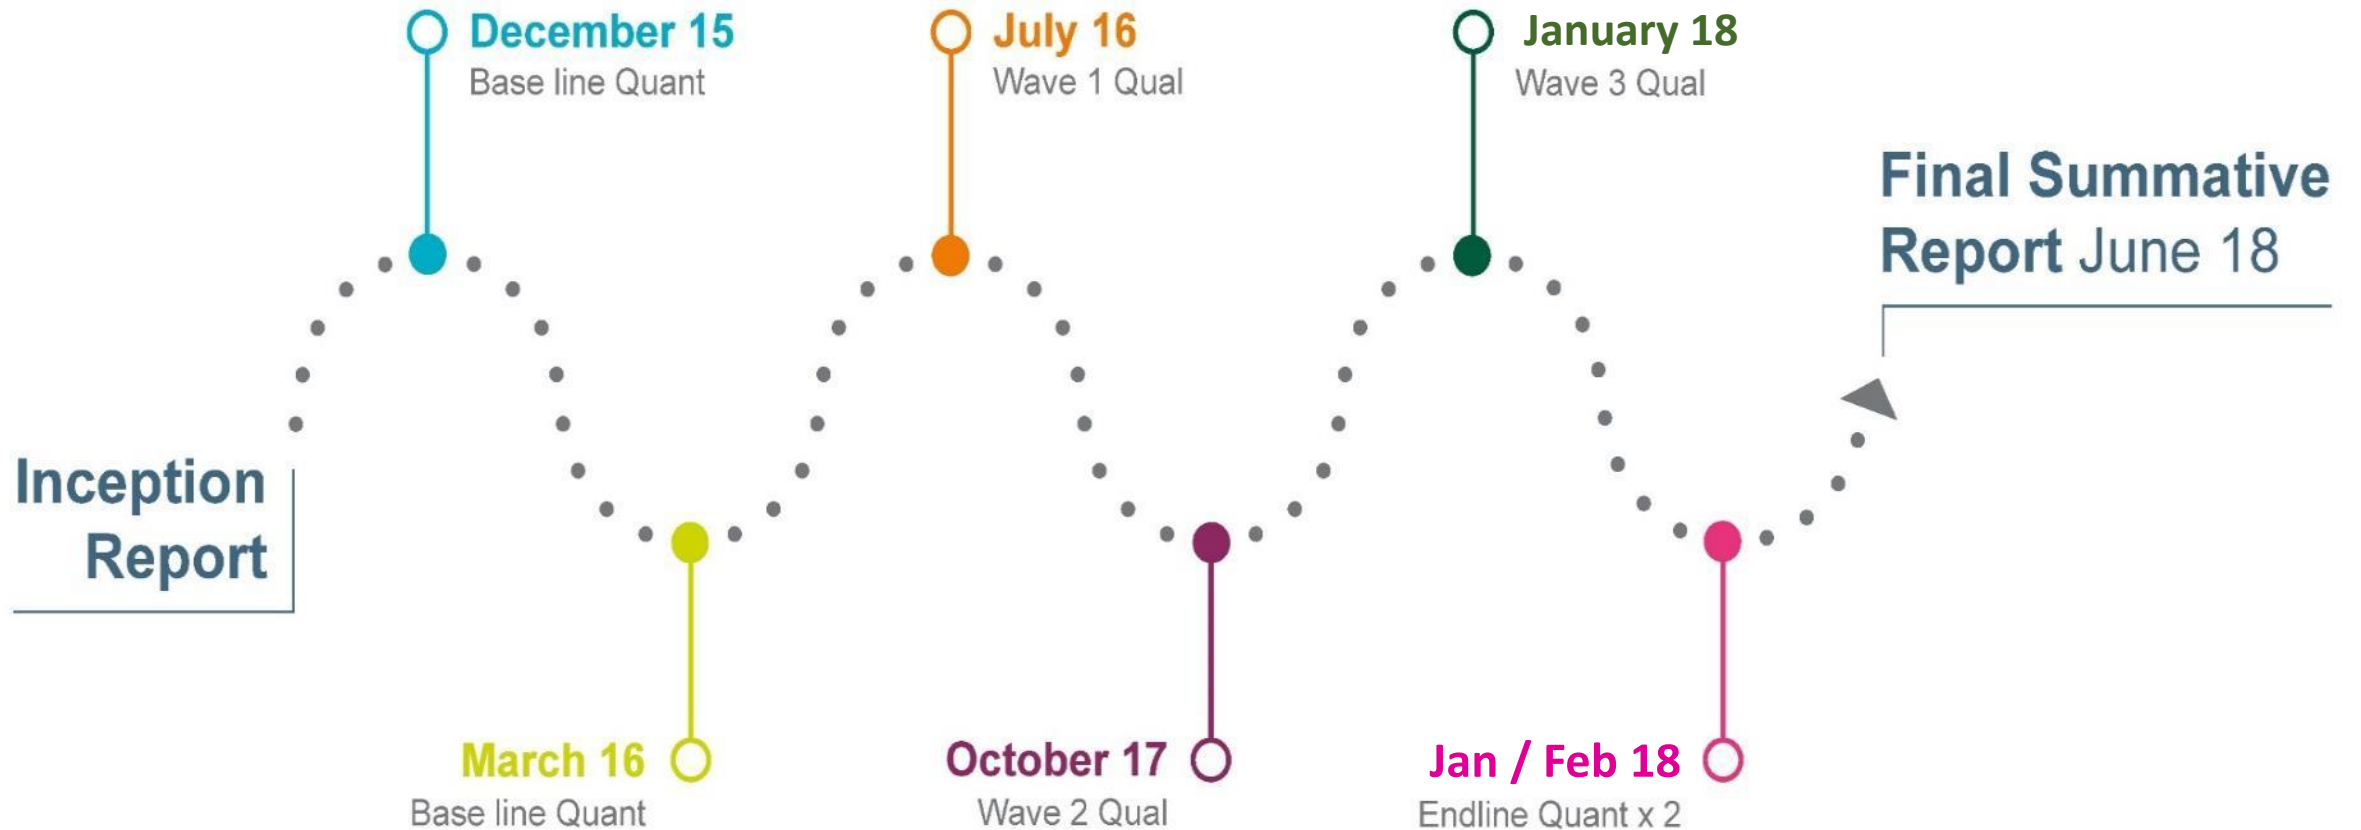 December 15
Base line Quant
July 16
Wave 1 Qual
January 18
Wave 3 Qual
Final Summative
Report June 18
Inception
Report
March 16
Base line Quant
October 17
Wave 2 Qual
Jan / Feb 18
Endline Quant x 2